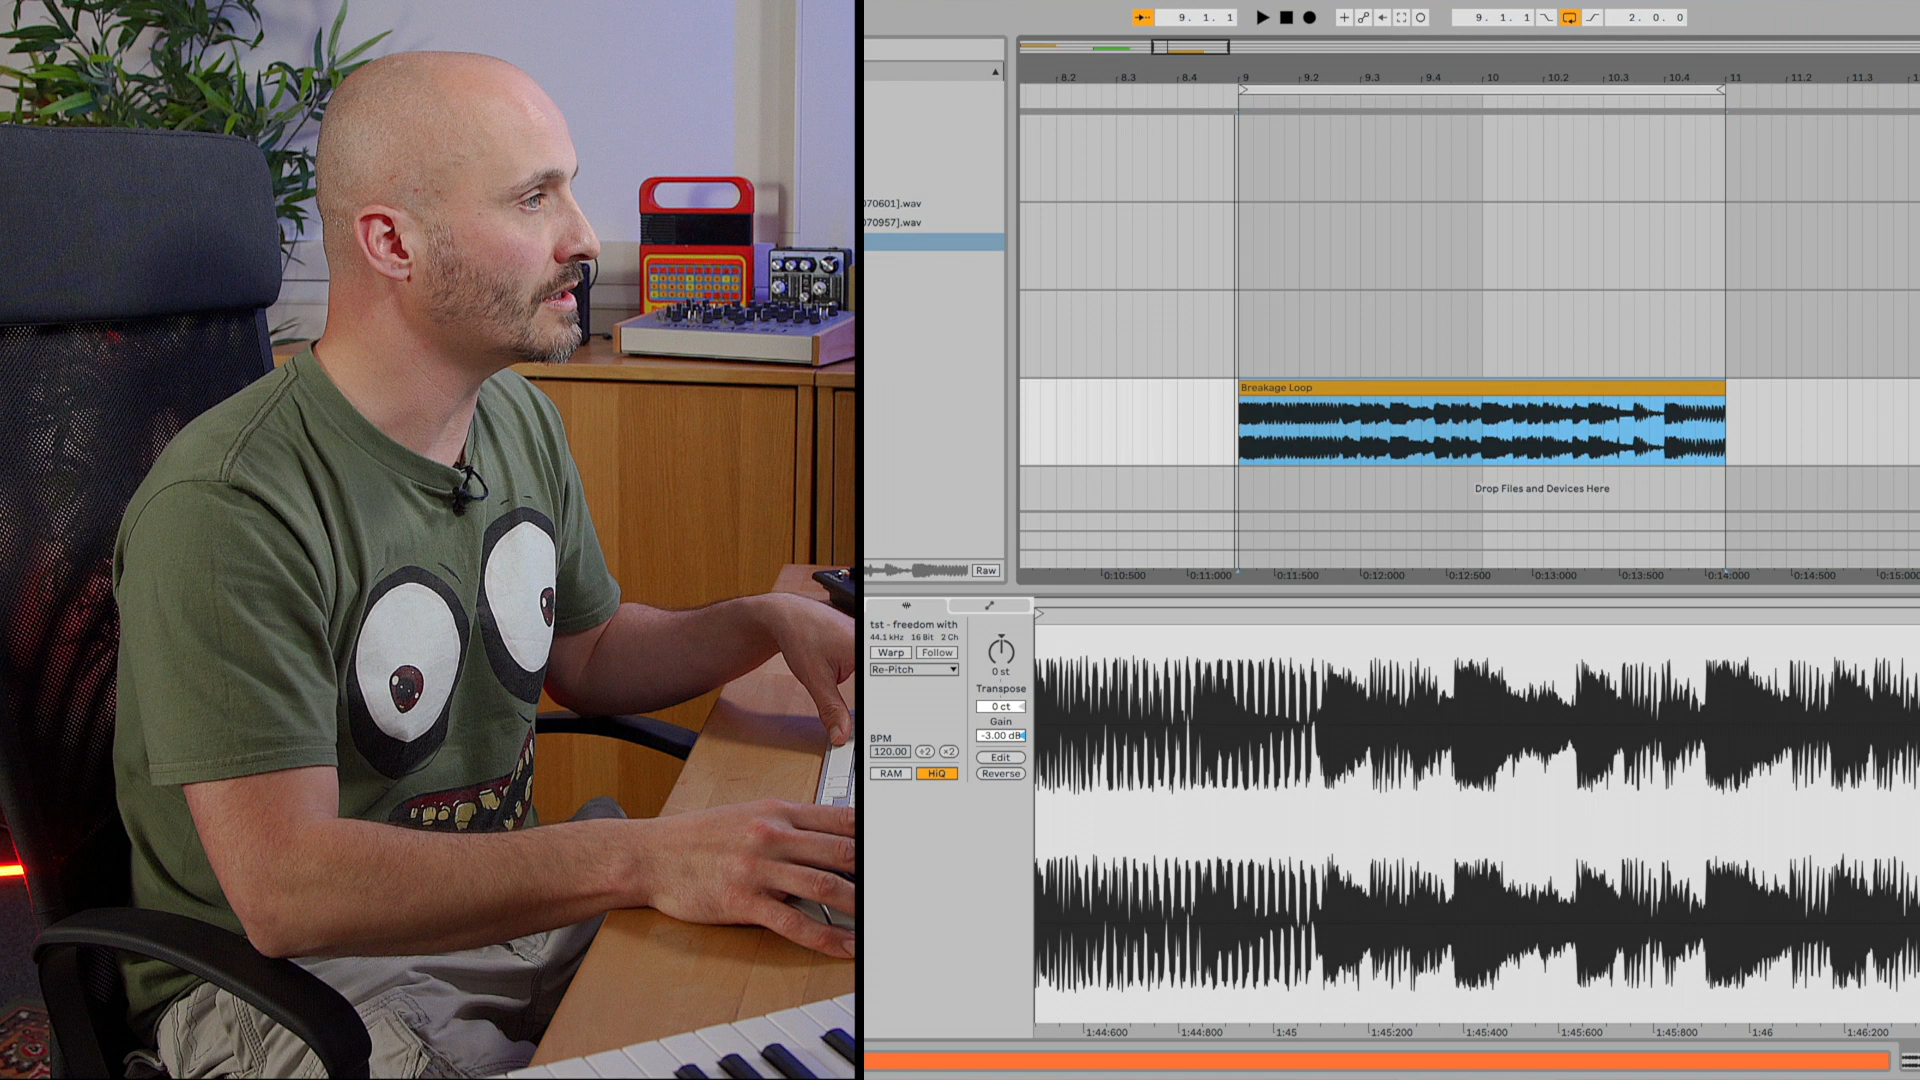 9. 1. 1
9. 1. 1
2. 0. 0
8.2 8.3 8.4 9 9.2 9.3 9.4 10 10.2 10.3 10.4 11 11.2 11.3
070601].wav
070957].wav
Breakage Loop
Drop Files and Devices Here
Raw
0:10:500 0:11:000 0:11:500 0:12:000 0:12:500 0:13:000 0:13:500 0:14:000 0:14:500 0:15:000
tst - freedom with
44.1 kHz 16 Bit 2 Ch
Warp Follow
Re-Pitch
0 st
Transpose
0 ct
Gain
-3.00 dB
BPM
120.00 ÷2 ×2
Edit
RAM HiQ
Reverse
1:44:600 1:44:800 1:45 1:45:200 1:45:400 1:45:600 1:45:800 1:46 1:46:200